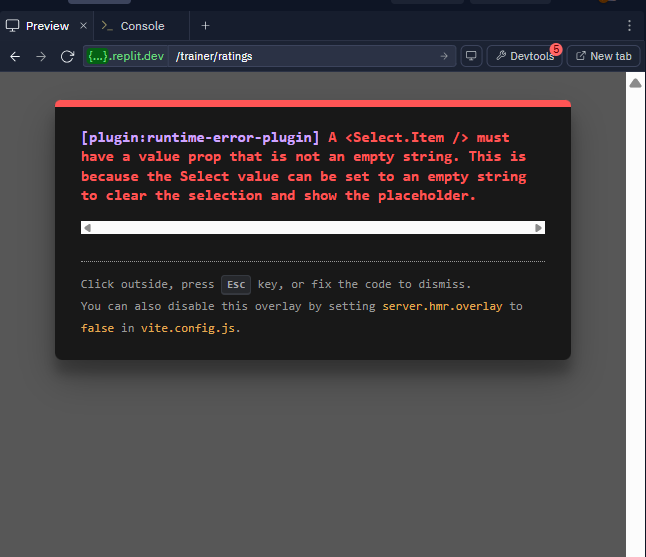 Preview × >_ Console +
{...}.replit.dev /trainer/ratings Devtools 5 New tab
[plugin:runtime-error-plugin] A <Select.Item /> must
have a value prop that is not an empty string. This is
because the Select value can be set to an empty string
to clear the selection and show the placeholder.
Click outside, press Esc key, or fix the code to dismiss.
You can also disable this overlay by setting server.hmr.overlay to
false in vite.config.js.